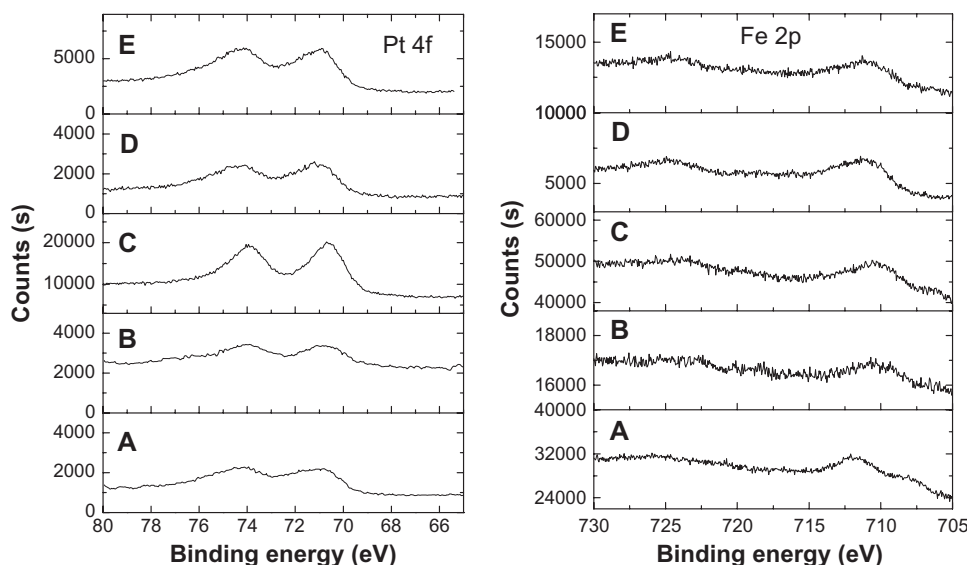 E
Pt 4f
5000
0
D
4000
2000
0
C
20000
10000
B
4000
2000
0
A
4000
2000
0
80 78 76 74 72 70 68 66
Binding energy (eV)
Counts (s)
E
Fe 2p
15000
10000
D
10000
5000
C
60000
50000
40000
B
18000
16000
A
40000
32000
24000
730 725 720 715 710 705
Binding energy (eV)
Counts (s)